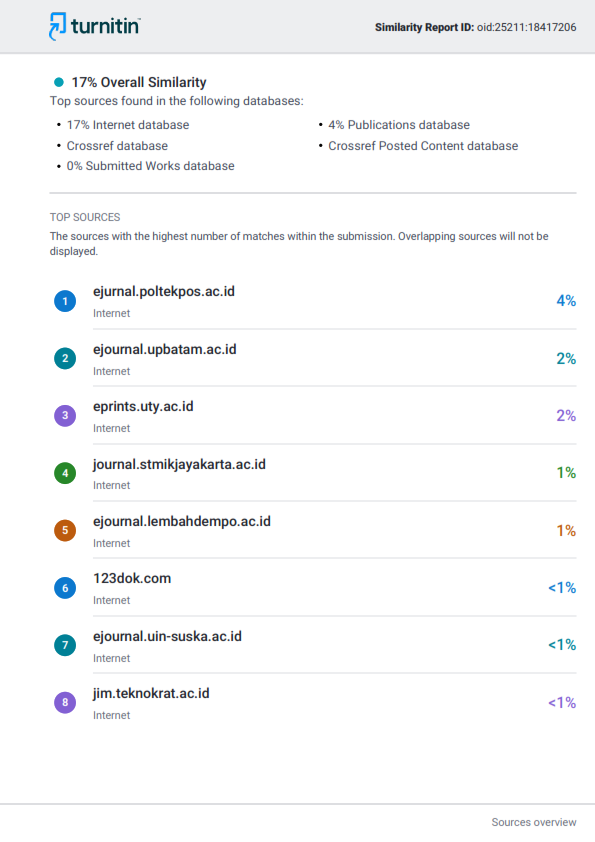 turnitin
Similarity Report ID: oid:25211:18417206
17% Overall Similarity
Top sources found in the following databases:
• 17% Internet database
• 4% Publications database
• Crossref database
• Crossref Posted Content database
• 0% Submitted Works database
TOP SOURCES
The sources with the highest number of matches within the submission. Overlapping sources will not be
displayed.
1
ejurnal.poltekpos.ac.id
4%
Internet
2
ejournal.upbatam.ac.id
2%
Internet
3
eprints.uty.ac.id
2%
Internet
4
journal.stmikjayakarta.ac.id
1%
Internet
5
ejournal.lembahdempo.ac.id
1%
Internet
6
123dok.com
<1%
Internet
7
ejournal.uin-suska.ac.id
<1%
Internet
8
jim.teknokrat.ac.id
<1%
Internet
Sources overview